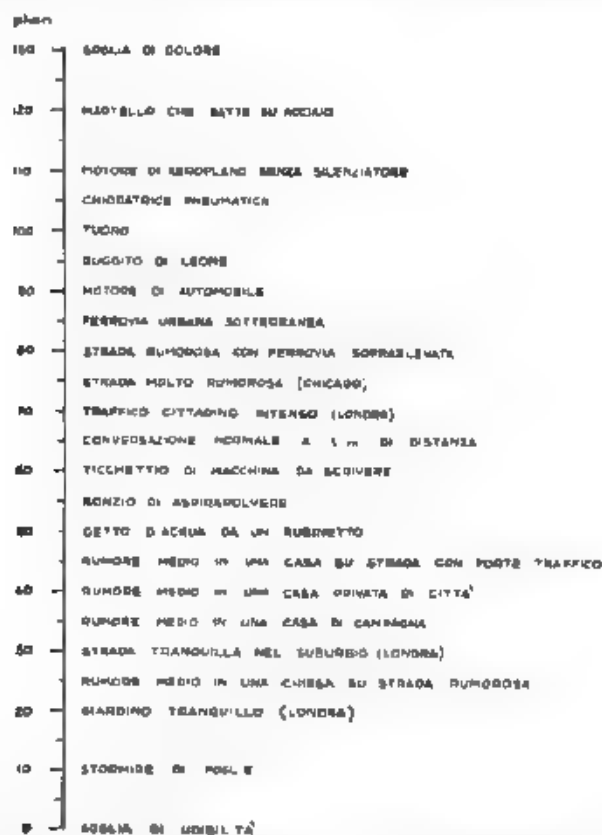 phon
130 SOGLIA DI DOLORE
120 MARTELLO CHE BATTE SU ACCIAIO
110 MOTORE DI AEROPLANO SENZA SILENZIATORE
CHIODATRICE PNEUMATICA
100 TUONO
RUGGITO DI LEONE
90 MOTORE DI AUTOMOBILE
FERROVIA URBANA SOTTERRANEA
80 STRADA RUMOROSA CON FERROVIA SOPRAELEVATA
STRADA MOLTO RUMOROSA (CHICAGO)
70 TRAFFICO CITTADINO INTENSO (LONDRA)
CONVERSAZIONE NORMALE A 1 m DI DISTANZA
60 TICCHETTIO DI MACCHINA DA SCRIVERE
RONZIO DI ASPIRAPOLVERE
50 GETTO D'ACQUA DA UN RUBINETTO
RUMORE MEDIO IN UNA CASA SU STRADA CON FORTE TRAFFICO
40 RUMORE MEDIO IN UNA CASA PRIVATA DI CITTA'
RUMORE MEDIO IN UNA CASA DI CAMPAGNA
30 STRADA TRANQUILLA NEL SUBURBIO (LONDRA)
RUMORE MEDIO IN UNA CHIESA SU STRADA RUMOROSA
20 GIARDINO TRANQUILLO (LONDRA)
10 STORMIRE DI FOGLIE
0 SOGLIA DI UDIBILITA'